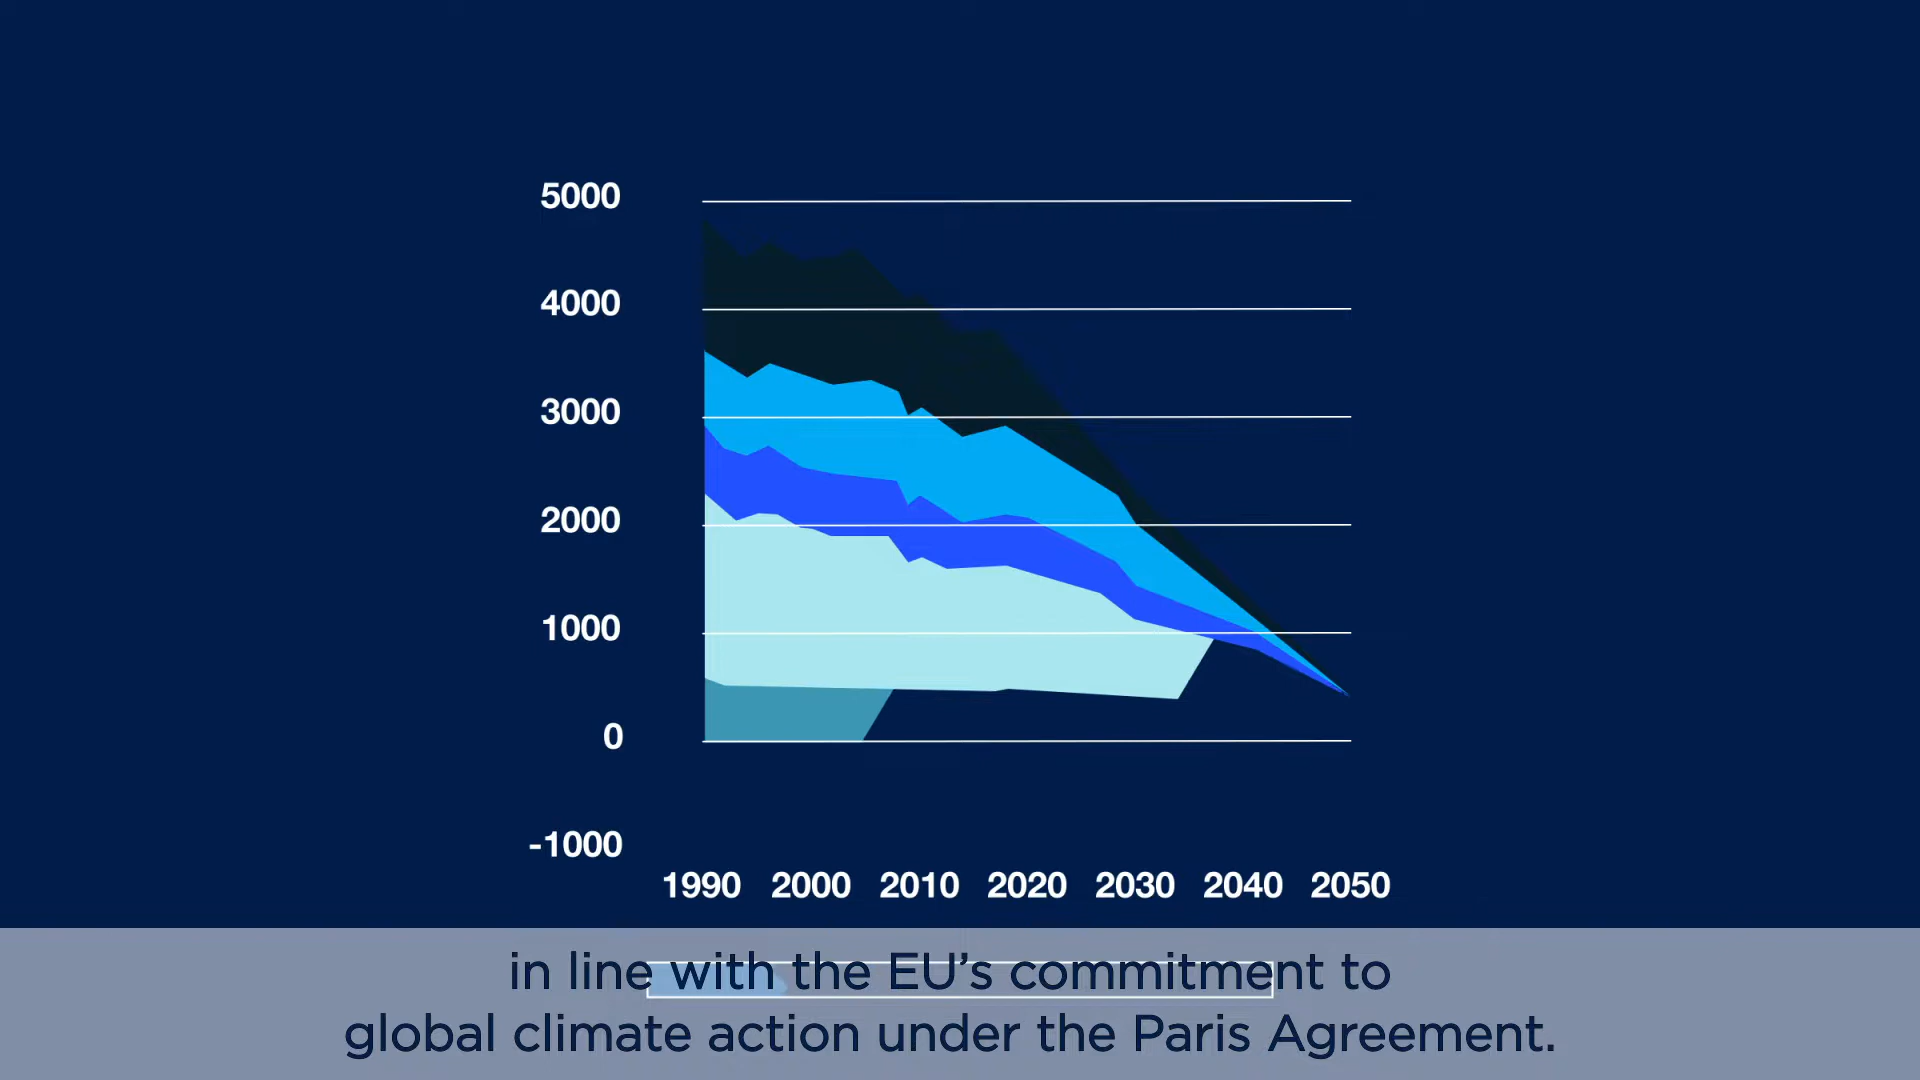 5000
4000
3000
2000
1000
0
-1000
1990 2000 2010 2020 2030 2040 2050
in line with the EU’s commitment to
global climate action under the Paris Agreement.